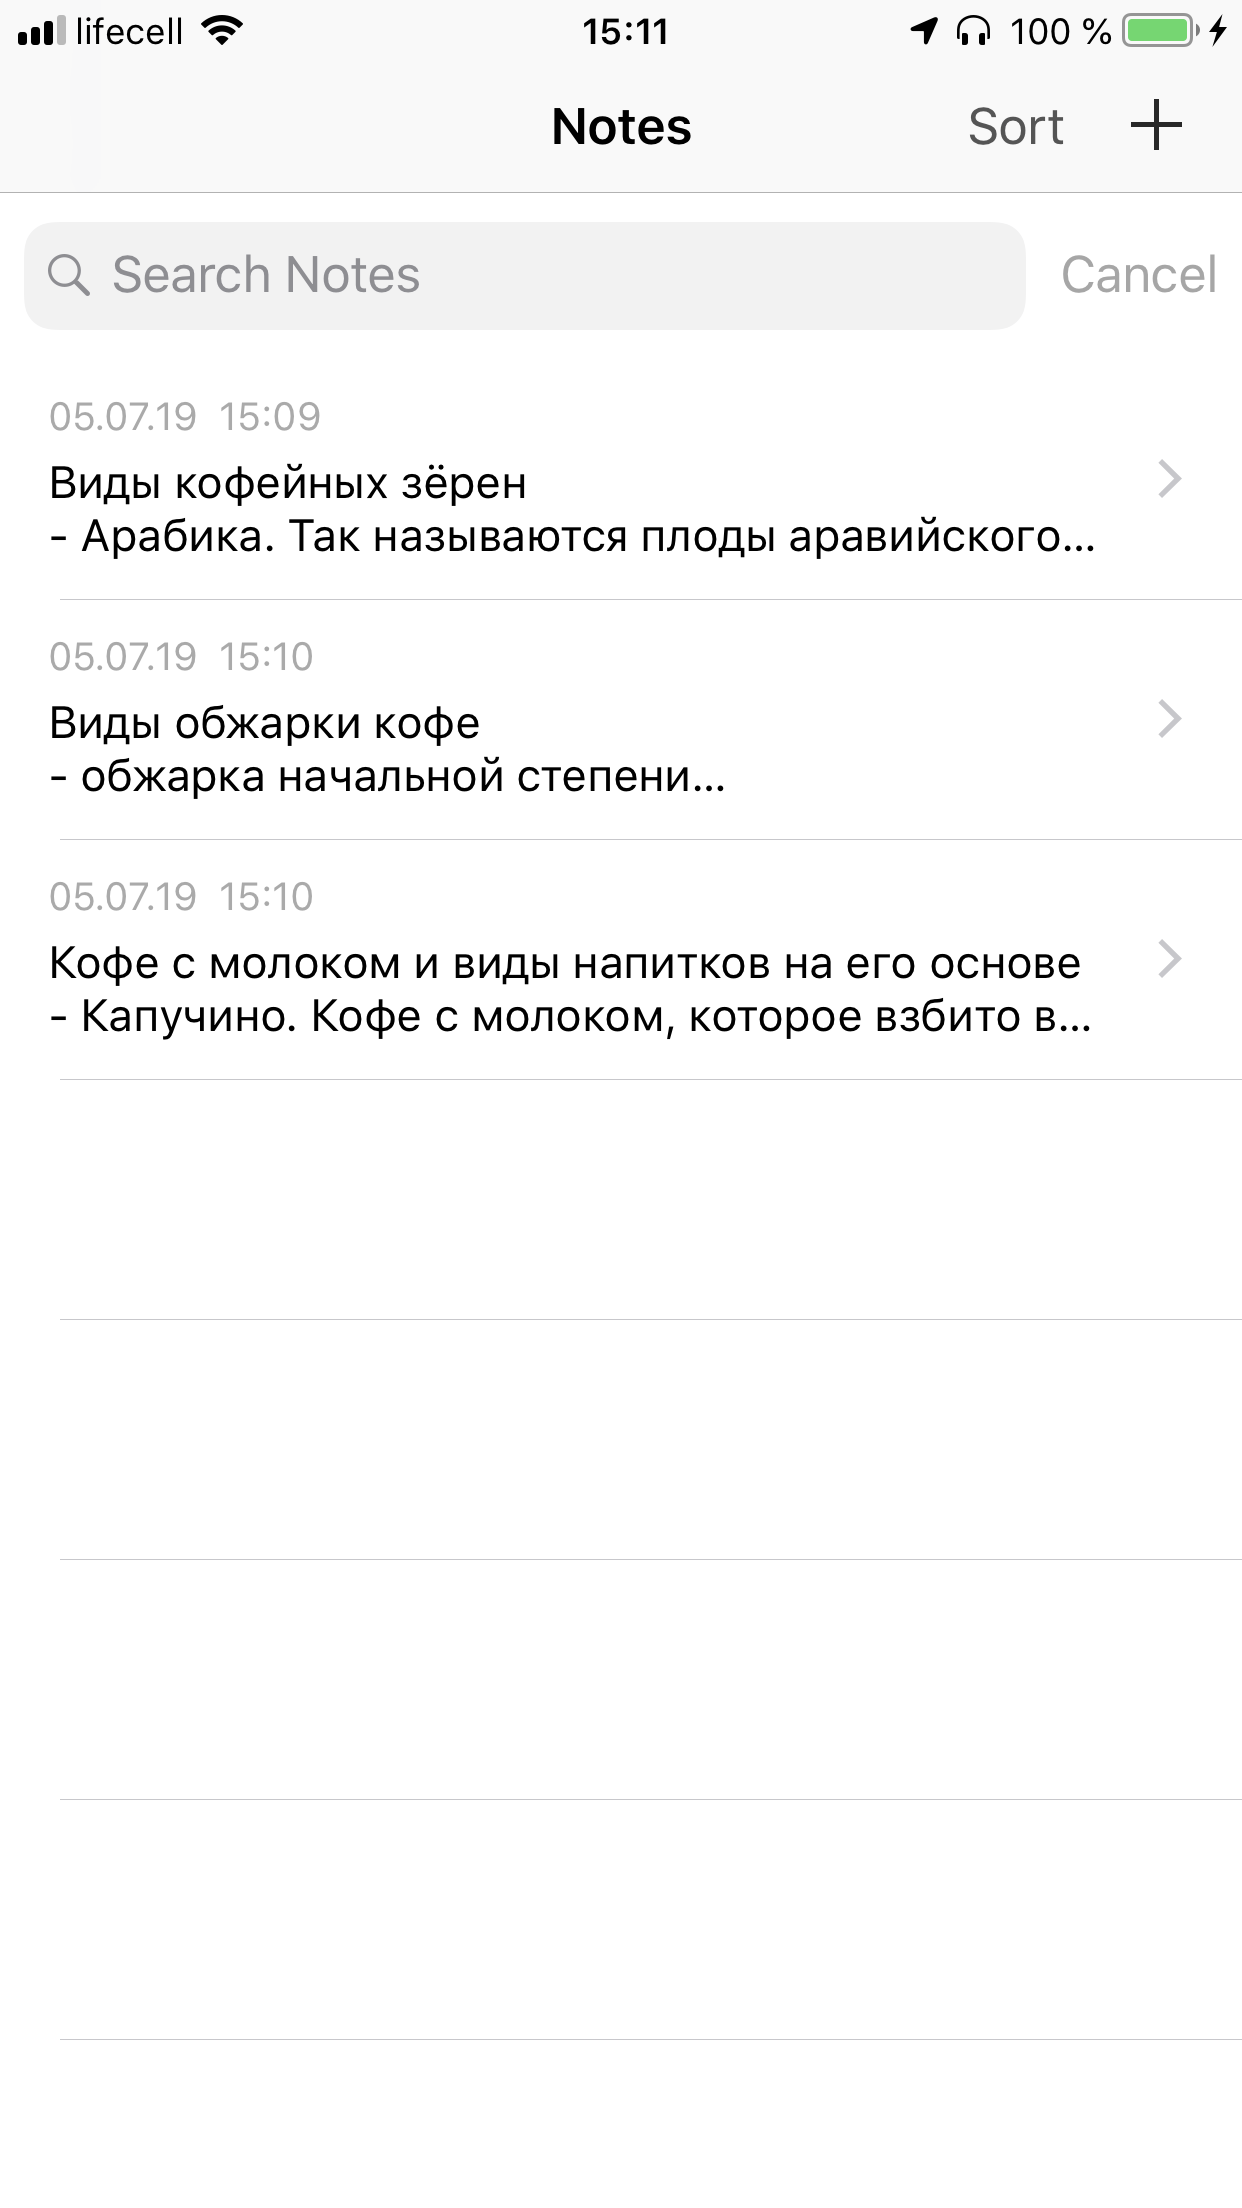 lifecell 15:11 100 %
Notes Sort
Search Notes Cancel
05.07.19 15:09
Виды кофейных зёрен
- Арабика. Так называются плоды аравийского...
05.07.19 15:10
Виды обжарки кофе
- обжарка начальной степени...
05.07.19 15:10
Кофе с молоком и виды напитков на его основе
- Капучино. Кофе с молоком, которое взбито в...